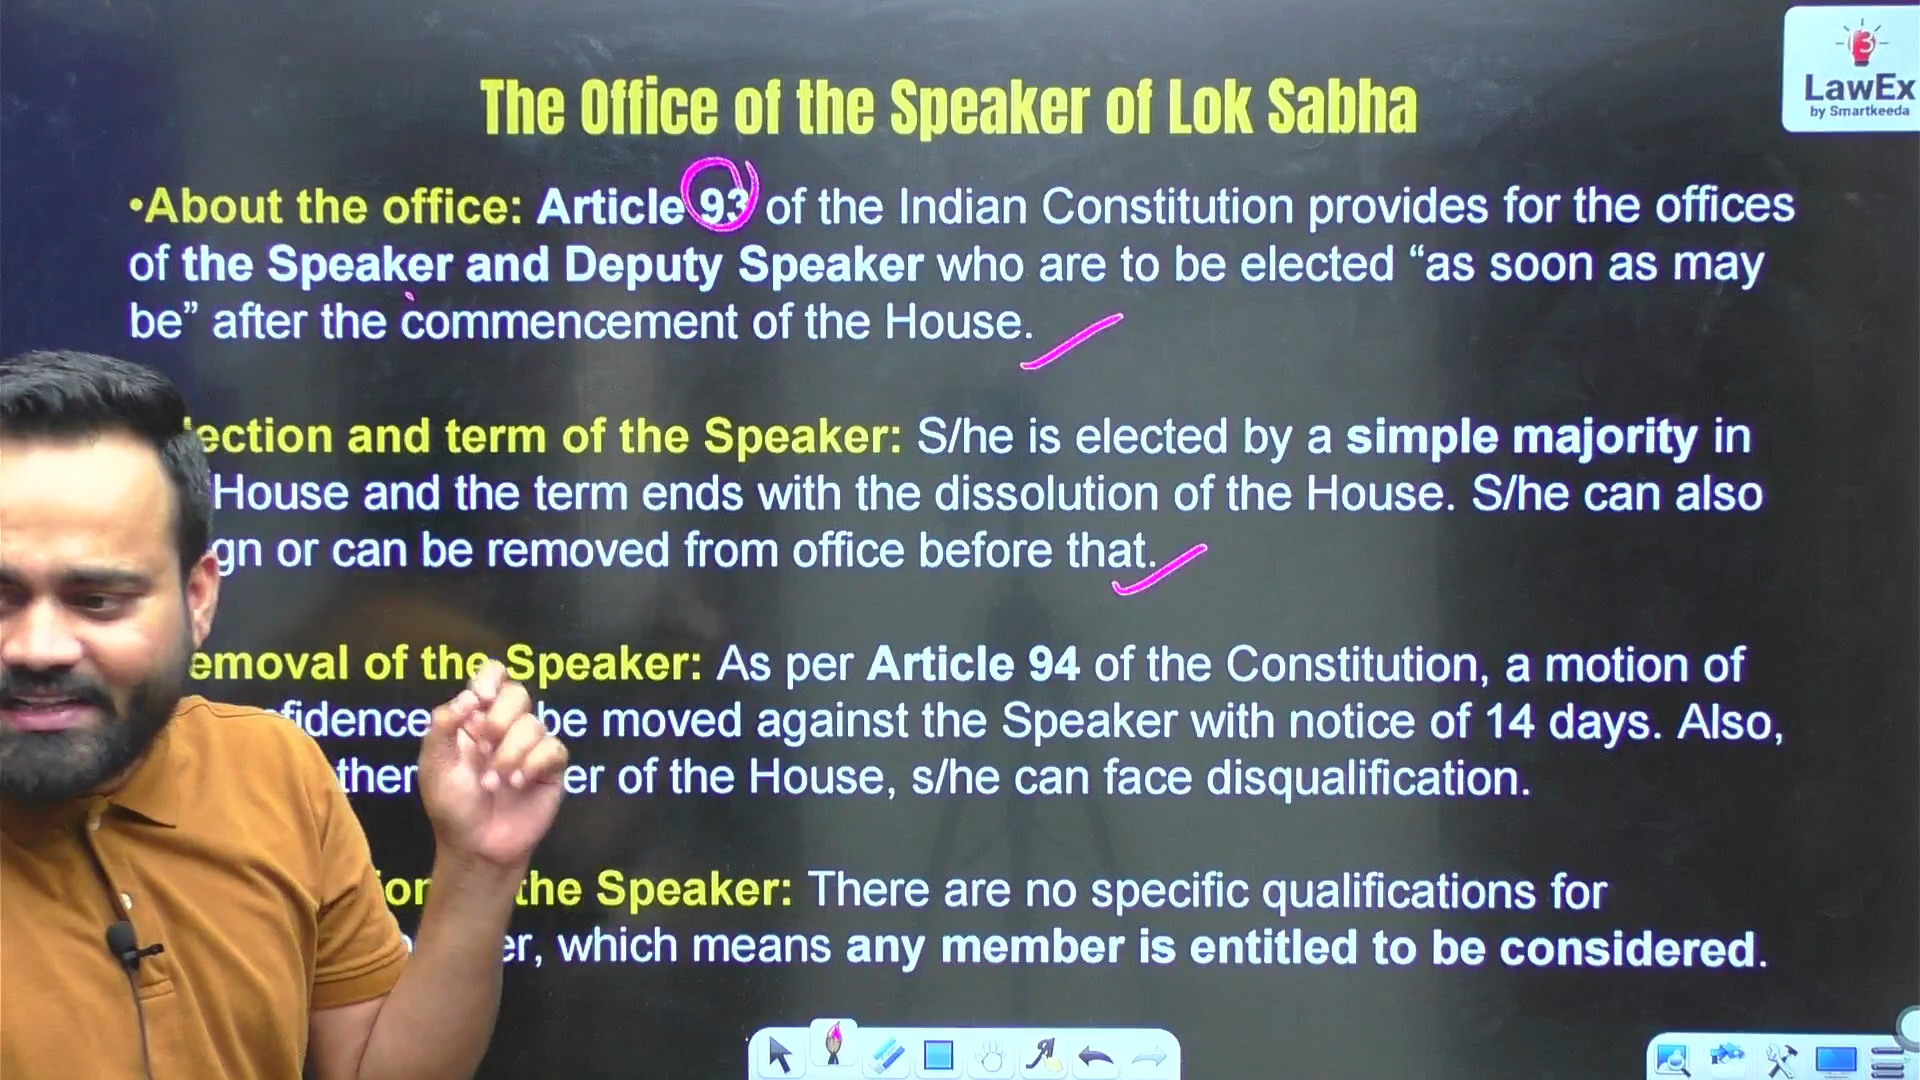 The Office of the Speaker of Lok Sabha
LawEx
by Smartkeeda
•About the office: Article 93 of the Indian Constitution provides for the offices
of the Speaker and Deputy Speaker who are to be elected “as soon as may
be” after the commencement of the House.
lection and term of the Speaker: S/he is elected by a simple majority in
House and the term ends with the dissolution of the House. S/he can also
gn or can be removed from office before that.
emoval of the Speaker: As per Article 94 of the Constitution, a motion of
fidence be moved against the Speaker with notice of 14 days. Also,
ther er of the House, s/he can face disqualification.
ion the Speaker: There are no specific qualifications for
er, which means any member is entitled to be considered.